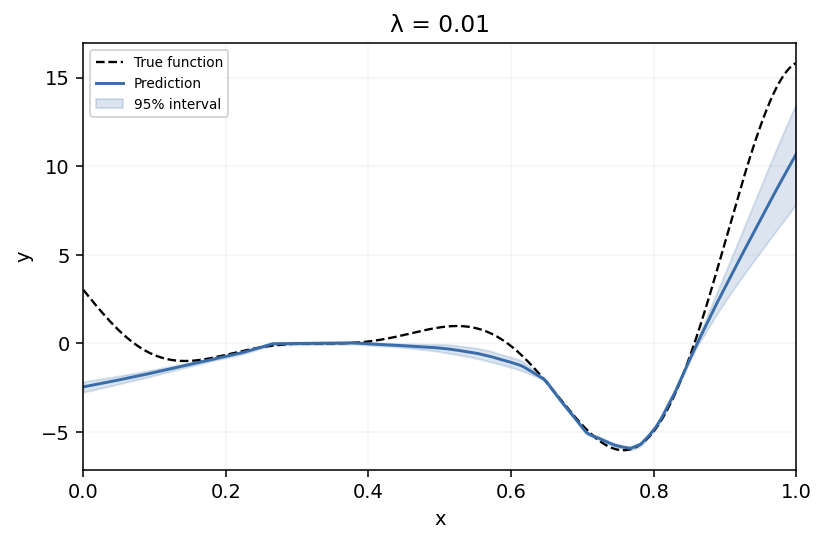 λ = 0.01
True function
Prediction
95% interval
15
10
5
0
−5
y
0.0 0.2 0.4 0.6 0.8 1.0
x